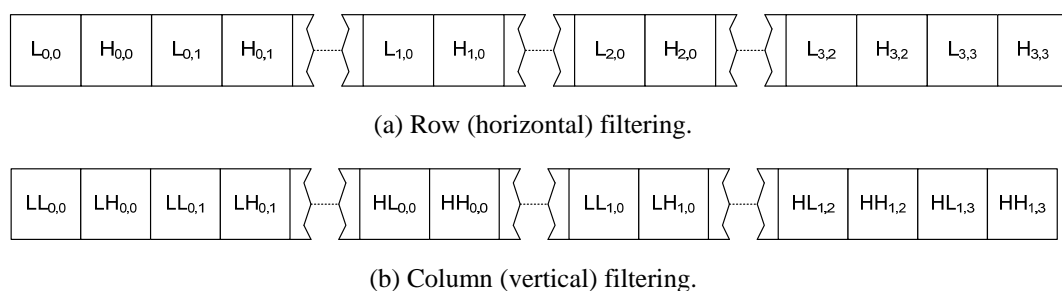 L0,0 H0,0 L0,1 H0,1 L1,0 H1,0 L2,0 H2,0 L3,2 H3,2 L3,3 H3,3
(a) Row (horizontal) filtering.
LL0,0 LH0,0 LL0,1 LH0,1 HL0,0 HH0,0 LL1,0 LH1,0 HL1,2 HH1,2 HL1,3 HH1,3
(b) Column (vertical) filtering.